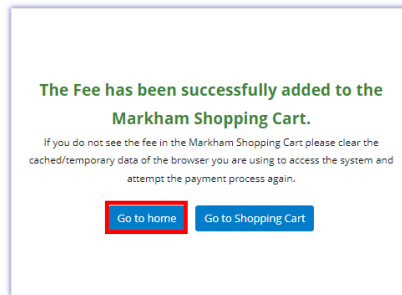 The Fee has been successfully added to the
Markham Shopping Cart.
If you do not see the fee in the Markham Shopping Cart please clear the
cached/temporary data of the browser you are using to access the system and
attempt the payment process again.
Go to home Go to Shopping Cart